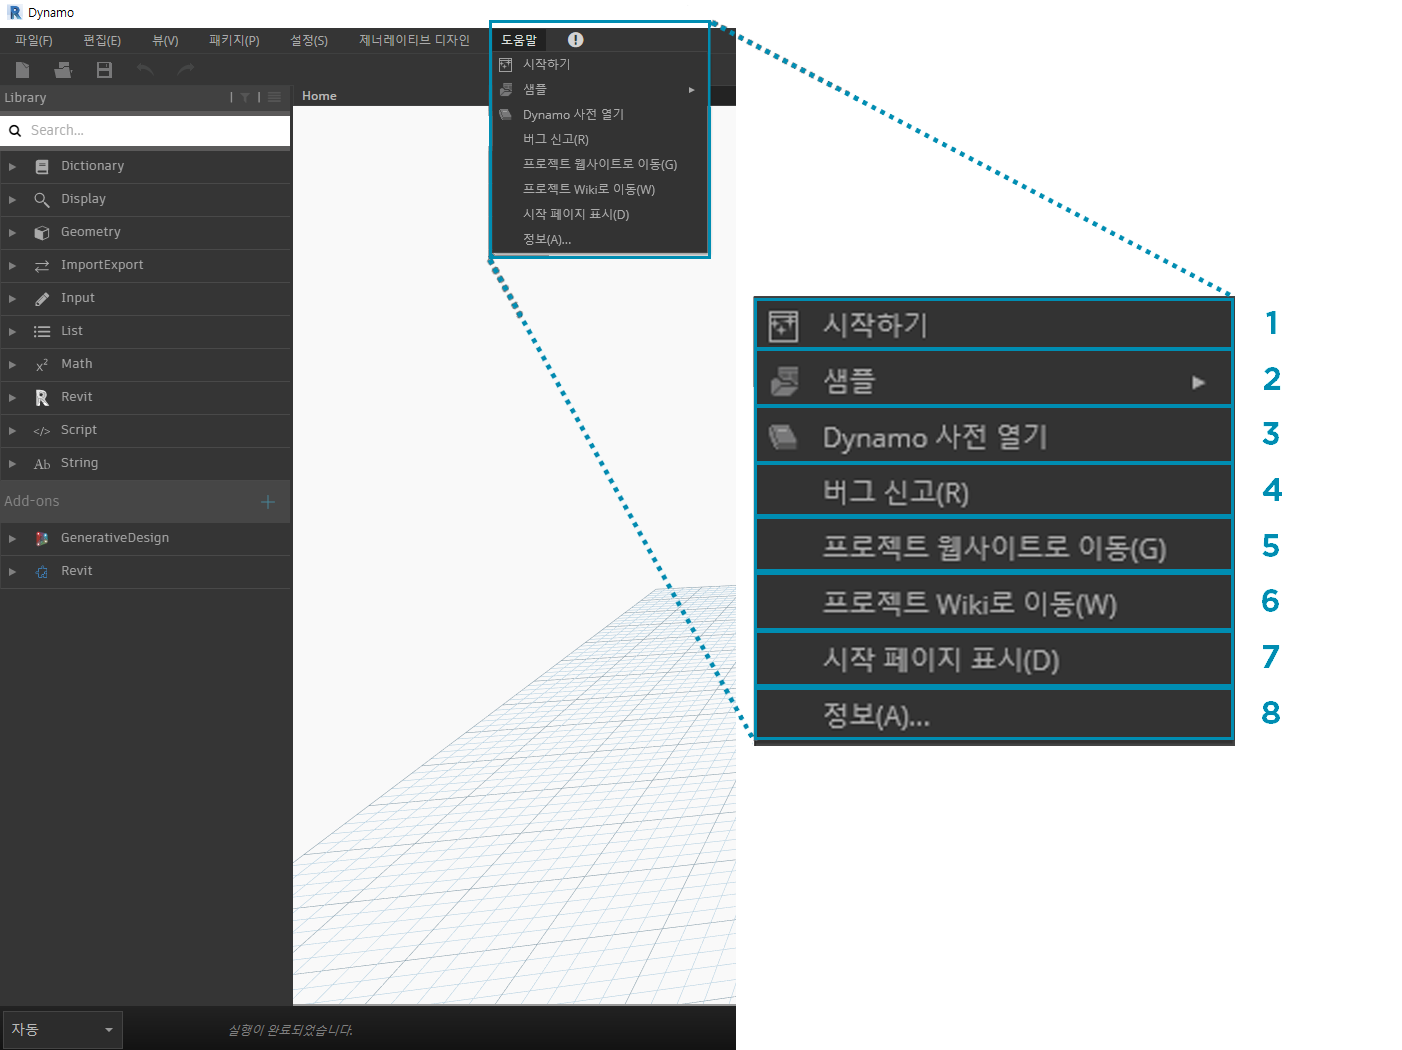 Dynamo
파일(F) 편집(E) 뷰(V) 패키지(P) 설정(S) 제너레이티브 디자인 도움말
시작하기
샘플
Dynamo 사전 열기
버그 신고(R)
프로젝트 웹사이트로 이동(G)
프로젝트 Wiki로 이동(W)
시작 페이지 표시(D)
정보(A)...
Library
Home
Search...
Dictionary
Display
Geometry
ImportExport
Input
List
Math
Revit
Script
String
Add-ons
GenerativeDesign
Revit
자동
실행이 완료되었습니다.
시작하기 1
샘플 2
Dynamo 사전 열기 3
버그 신고(R) 4
프로젝트 웹사이트로 이동(G) 5
프로젝트 Wiki로 이동(W) 6
시작 페이지 표시(D) 7
정보(A)... 8